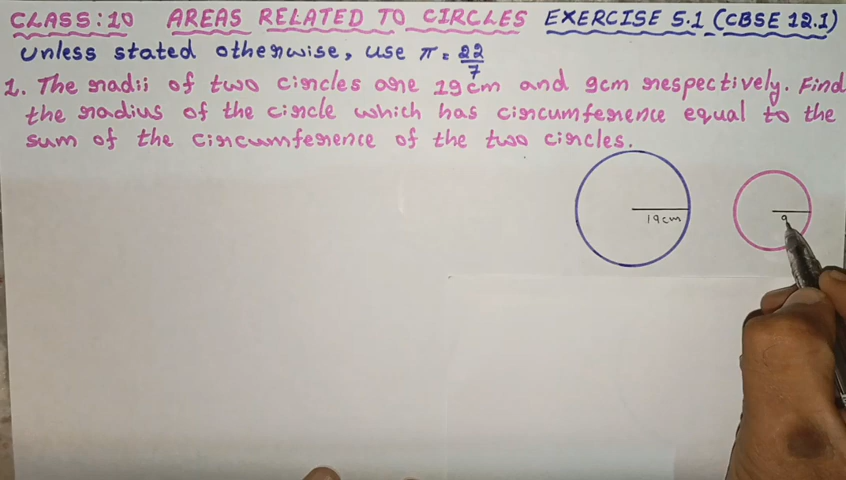 CLASS:10 AREAS RELATED TO CIRCLES EXERCISE 5.1 (CBSE 12.1)
Unless stated otherwise, use π = 22/7
1. The radii of two circles are 19cm and 9cm respectively. Find
the radius of the circle which has circumference equal to the
sum of the circumference of the two circles.
19cm
9